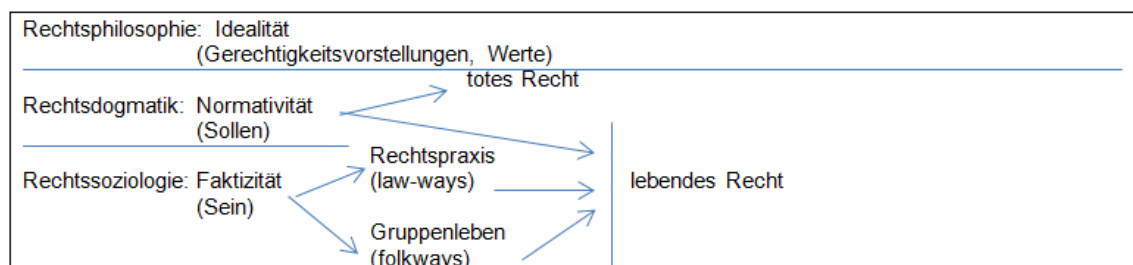 Rechtsphilosophie: Idealität
(Gerechtigkeitsvorstellungen, Werte)
totes Recht
Rechtsdogmatik: Normativität
(Sollen)
Rechtspraxis
Rechtssoziologie: Faktizität
(law-ways)
lebendes Recht
(Sein)
Gruppenleben
(folkways)